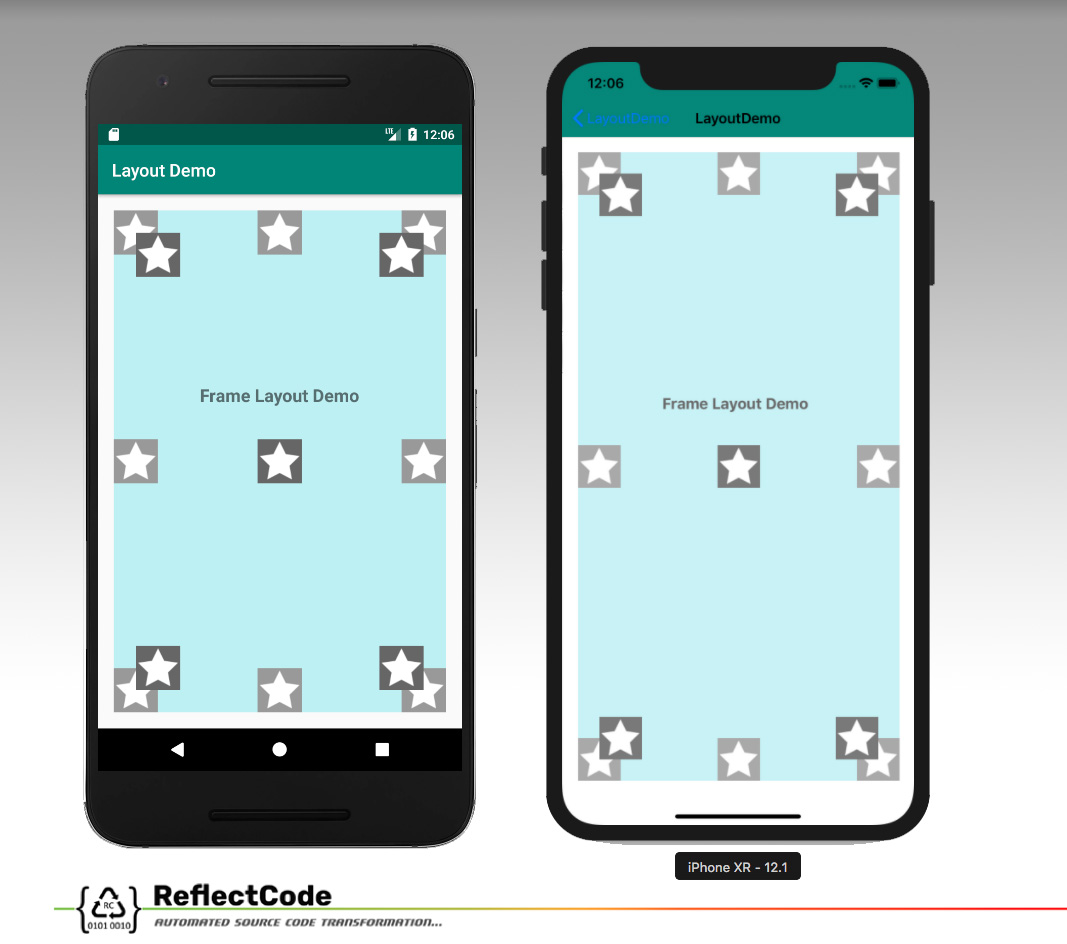 LTE 12:06
Layout Demo
Frame Layout Demo
12:06
LayoutDemo LayoutDemo
Frame Layout Demo
iPhone XR - 12.1
RC
0101 0010
ReflectCode
AUTOMATED SOURCE CODE TRANSFORMATION...